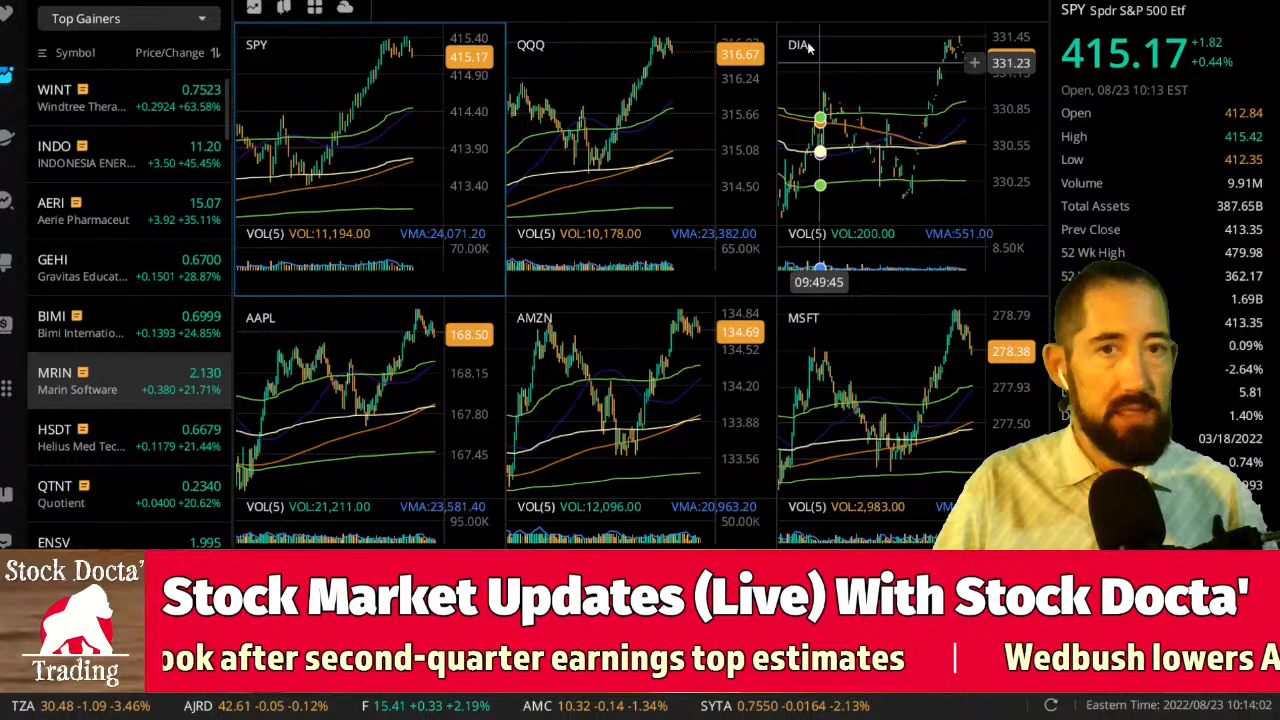 Top Gainers
Symbol Price/Change
WINT 0.7523
Windtree Thera... +0.2924 +63.58%
INDO 11.20
INDONESIA ENER... +3.50 +45.45%
AERI 15.07
Aerie Pharmaceut +3.92 +35.11%
GEHI 0.6700
Gravitas Educat... +0.1501 +28.87%
BIMI 0.6999
Bimi Internatio... +0.1393 +24.85%
MRIN 2.130
Marin Software +0.380 +21.71%
HSDT 0.6679
Helius Med Tec... +0.1179 +21.44%
QTNT 0.2340
Quotient +0.0400 +20.62%
ENSV 1.995
SPY
415.40
415.17
414.90
414.40
413.90
413.40
VOL(5) VOL:11,194.00 VMA:24,071.20
70.00K
QQQ
316.67
316.24
315.66
315.08
314.50
VOL(5) VOL:10,178.00 VMA:23,382.00
65.00K
DIA
331.45
331.23
330.85
330.55
330.25
VOL(5) VOL:200.00 VMA:551.00
8.50K
09:49:45
AAPL
168.50
168.15
167.80
167.45
VOL(5) VOL:21,211.00 VMA:23,581.40
95.00K
AMZN
134.84
134.69
134.52
134.20
133.88
133.56
VOL(5) VOL:12,096.00 VMA:20,963.20
50.00K
MSFT
278.79
278.38
277.93
277.50
VOL(5) VOL:2,983.00
SPY Spdr S&P 500 Etf
415.17 +1.82
+0.44%
Open, 08/23 10:13 EST
Open 412.84
High 415.42
Low 412.35
Volume 9.91M
Total Assets 387.65B
Prev Close 413.35
52 Wk High 479.98
52 362.17
1.69B
413.35
0.09%
-2.64%
5.81
1.40%
03/18/2022
0.74%
Stock Docta'
Trading
Stock Market Updates (Live) With Stock Docta'
ook after second-quarter earnings top estimates | Wedbush lowers A
TZA 30.48 -1.09 -3.46% AJRD 42.61 -0.05 -0.12% F 15.41 +0.33 +2.19% AMC 10.32 -0.14 -1.34% SYTA 0.7550 -0.0164 -2.13% Eastern Time: 2022/08/23 10:14:02